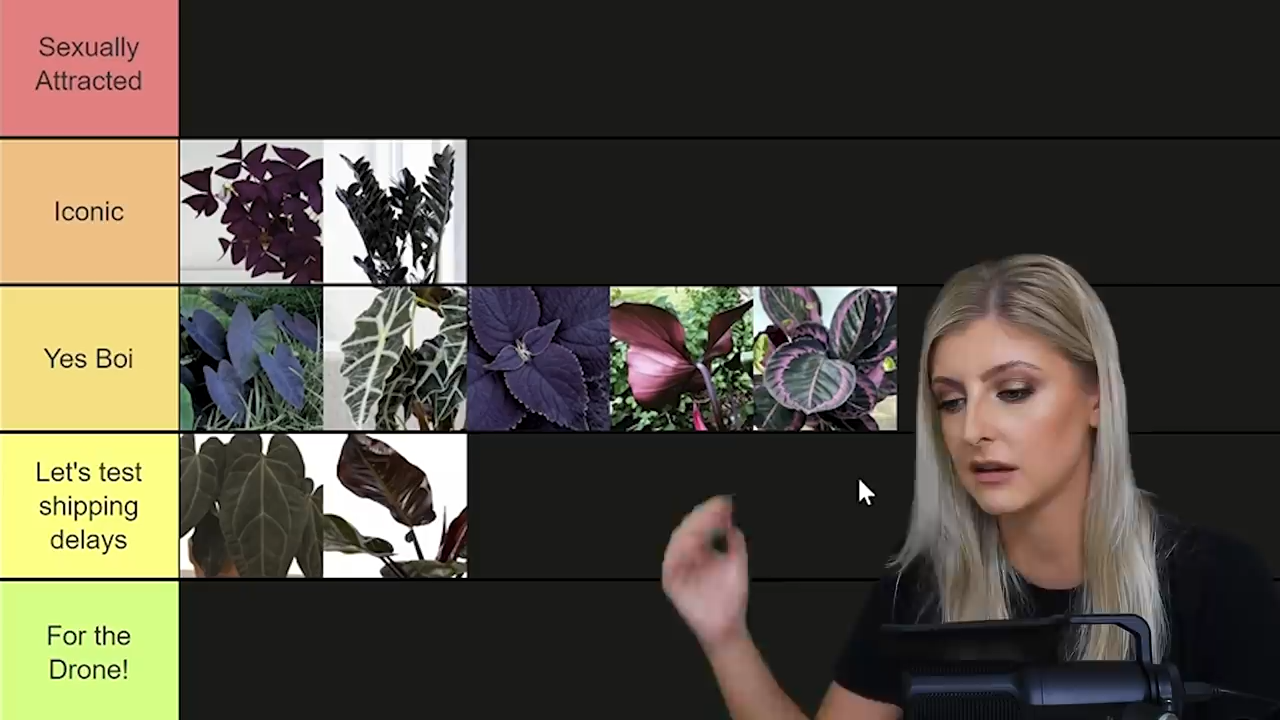 Sexually
Attracted
Iconic
Yes Boi
Let's test
shipping
delays
For the
Drone!